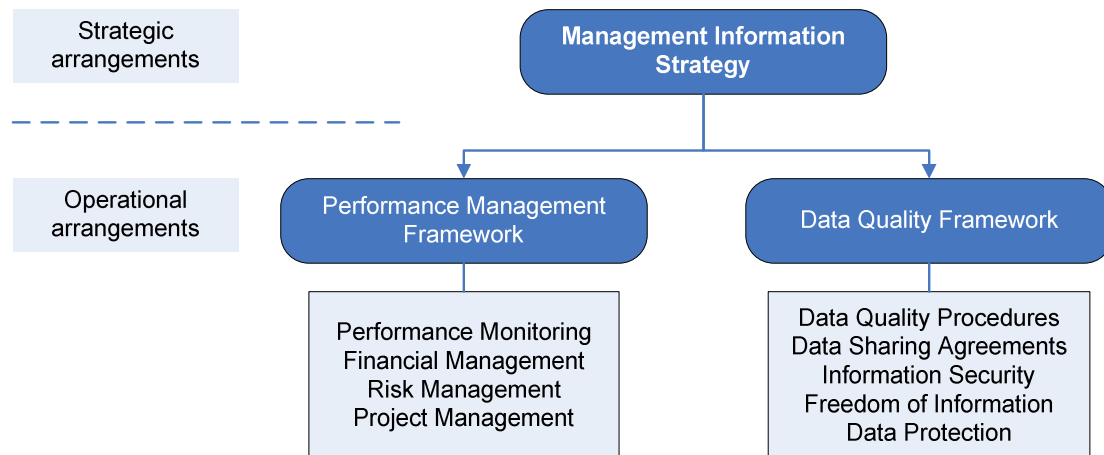 Strategic
arrangements
Management Information
Strategy
Operational
arrangements
Performance Management
Framework
Data Quality Framework
Performance Monitoring
Financial Management
Risk Management
Project Management
Data Quality Procedures
Data Sharing Agreements
Information Security
Freedom of Information
Data Protection